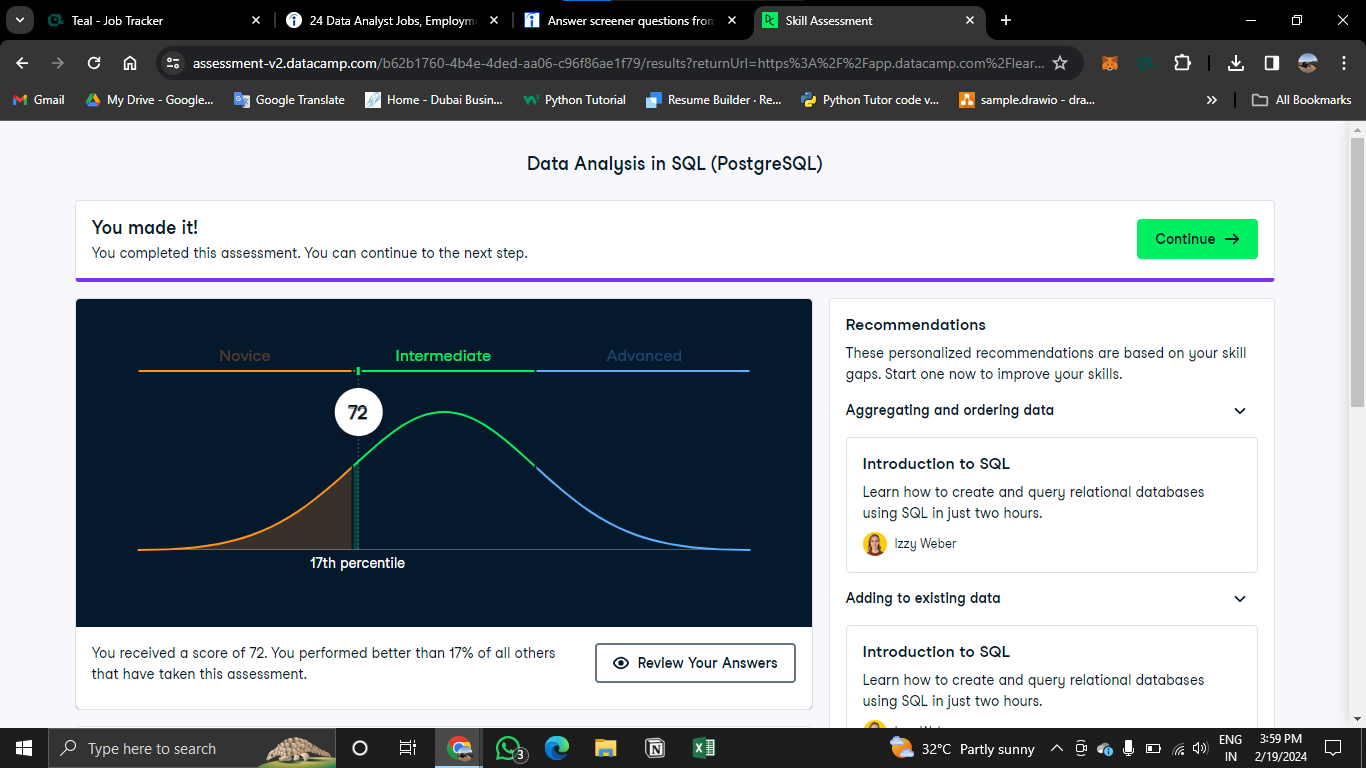 Teal - Job Tracker
24 Data Analyst Jobs, Employm
Answer screener questions from
Skill Assessment
assessment-v2.datacamp.com/b62b1760-4b4e-4ded-aa06-c96f86ae1f79/results?returnUrl=https%3A%2F%2Fapp.datacamp.com%2Flear...
Gmail
My Drive - Google...
Google Translate
Home - Dubai Busin...
Python Tutorial
Resume Builder · Re...
Python Tutor code v...
sample.drawio - dra...
»
All Bookmarks
Data Analysis in SQL (PostgreSQL)
You made it!
You completed this assessment. You can continue to the next step.
Continue
Novice
Intermediate
Advanced
72
17th percentile
You received a score of 72. You performed better than 17% of all others
that have taken this assessment.
Review Your Answers
Recommendations
These personalized recommendations are based on your skill
gaps. Start one now to improve your skills.
Aggregating and ordering data
Introduction to SQL
Learn how to create and query relational databases
using SQL in just two hours.
Izzy Weber
Adding to existing data
Introduction to SQL
Learn how to create and query relational databases
using SQL in just two hours.
Type here to search
3
32°C Partly sunny
ENG
IN
3:59 PM
2/19/2024